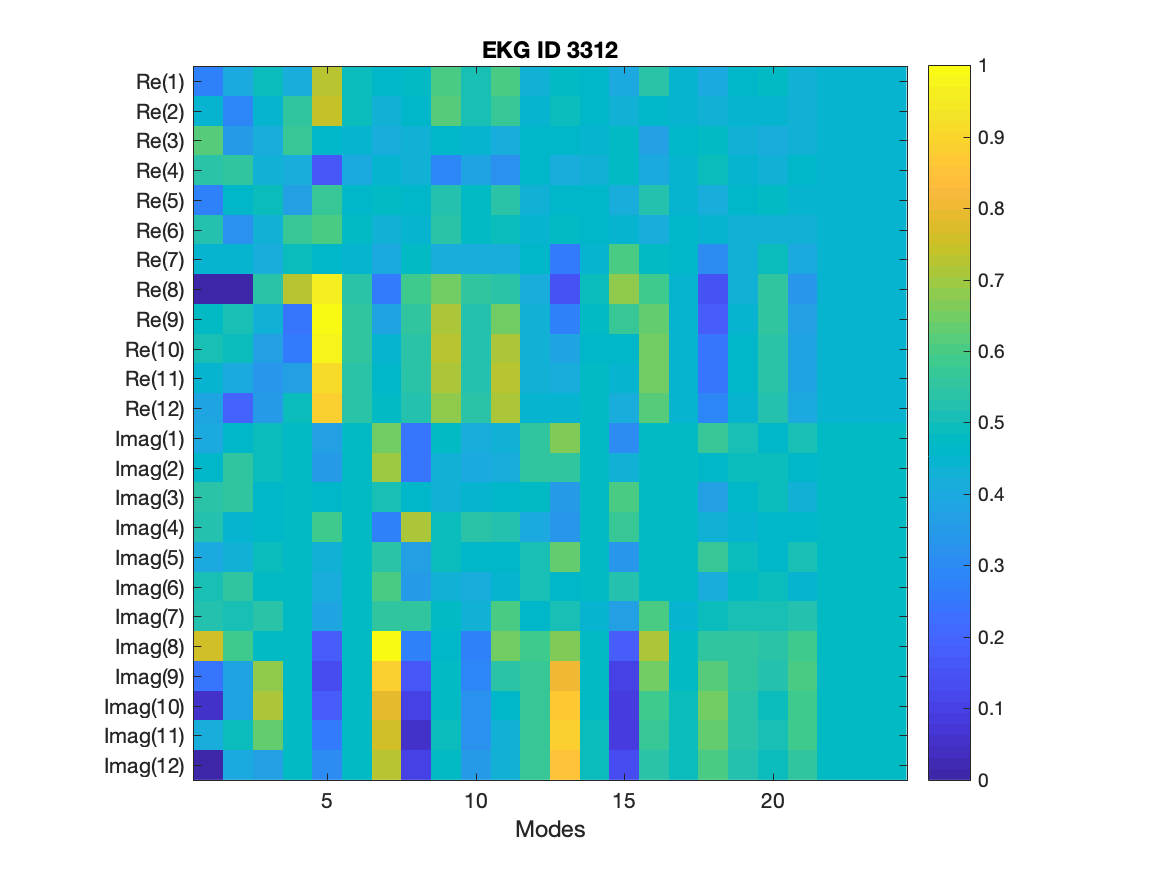 EKG ID 3312
Re(1)
Re(2)
Re(3)
Re(4)
Re(5)
Re(6)
Re(7)
Re(8)
Re(9)
Re(10)
Re(11)
Re(12)
Imag(1)
Imag(2)
Imag(3)
Imag(4)
Imag(5)
Imag(6)
Imag(7)
Imag(8)
Imag(9)
Imag(10)
Imag(11)
Imag(12)
5 10 15 20
Modes
1
0.9
0.8
0.7
0.6
0.5
0.4
0.3
0.2
0.1
0